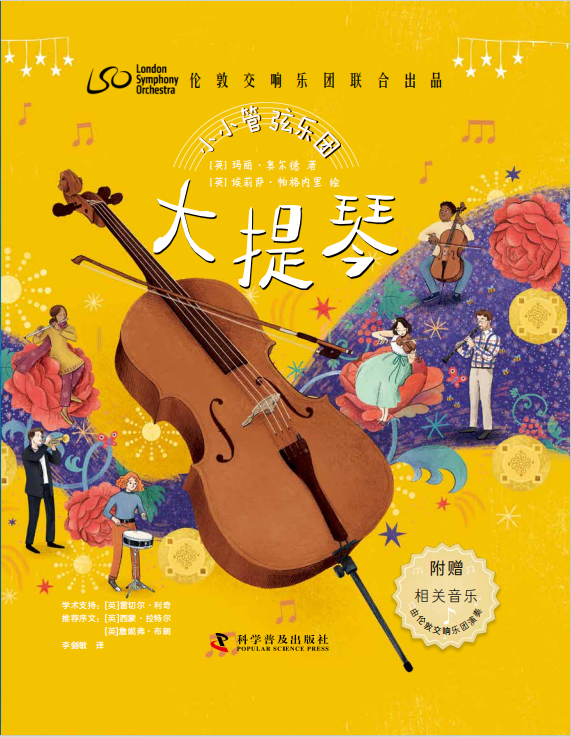 LSO London
Symphony
Orchestra
伦敦交响乐团联合出品
小小管弦乐团
[英] 玛丽·奥尔德 著
[英] 埃莉萨·帕格内里 绘
大提琴
附赠
相关音乐
由伦敦交响乐团演奏
学术支持：[英]雷切尔·利奇
推荐序文：[英]西蒙·拉特尔
[英]詹妮弗·布朗
李剑敏 译
科学普及出版社
POPULAR SCIENCE PRESS